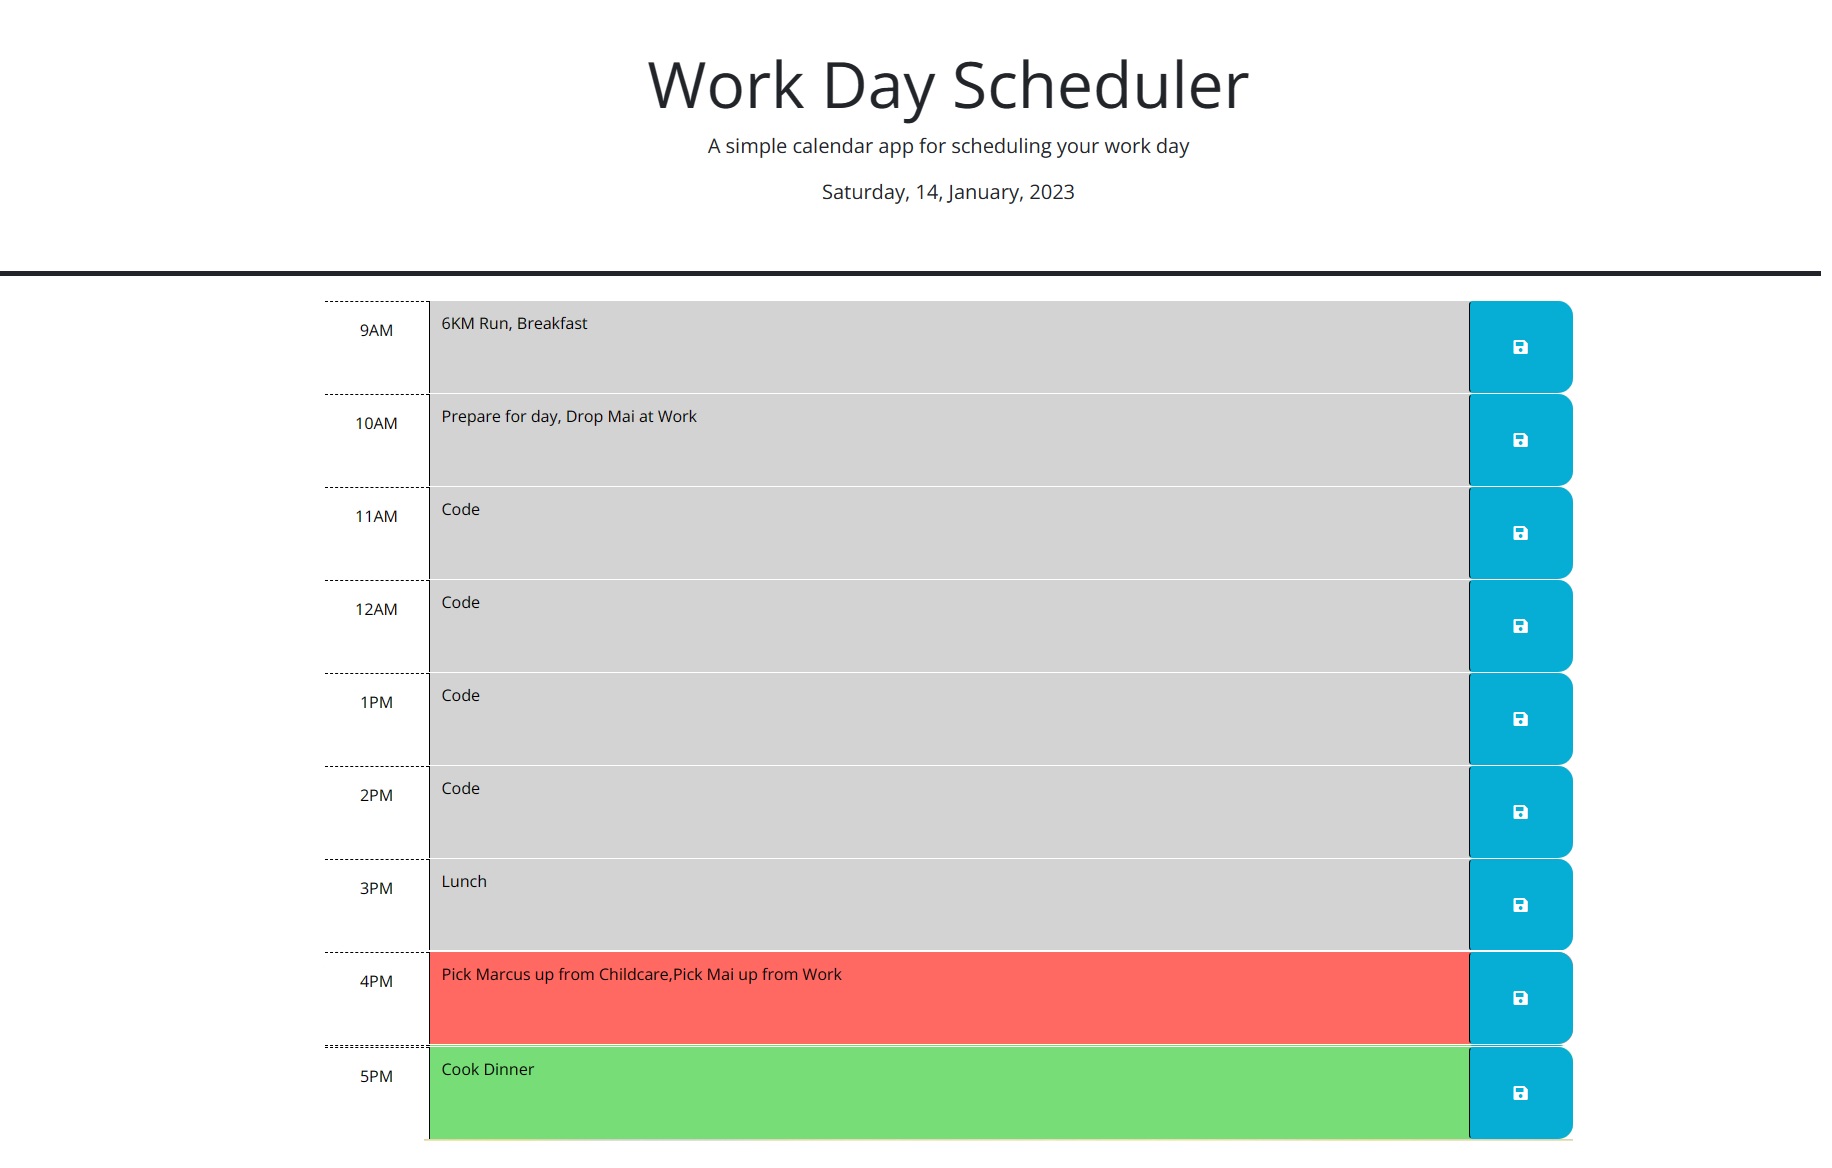 Work Day Scheduler
A simple calendar app for scheduling your work day
Saturday, 14, January, 2023
9AM 6KM Run, Breakfast
10AM Prepare for day, Drop Mai at Work
11AM Code
12AM Code
1PM Code
2PM Code
3PM Lunch
4PM Pick Marcus up from Childcare,Pick Mai up from Work
5PM Cook Dinner